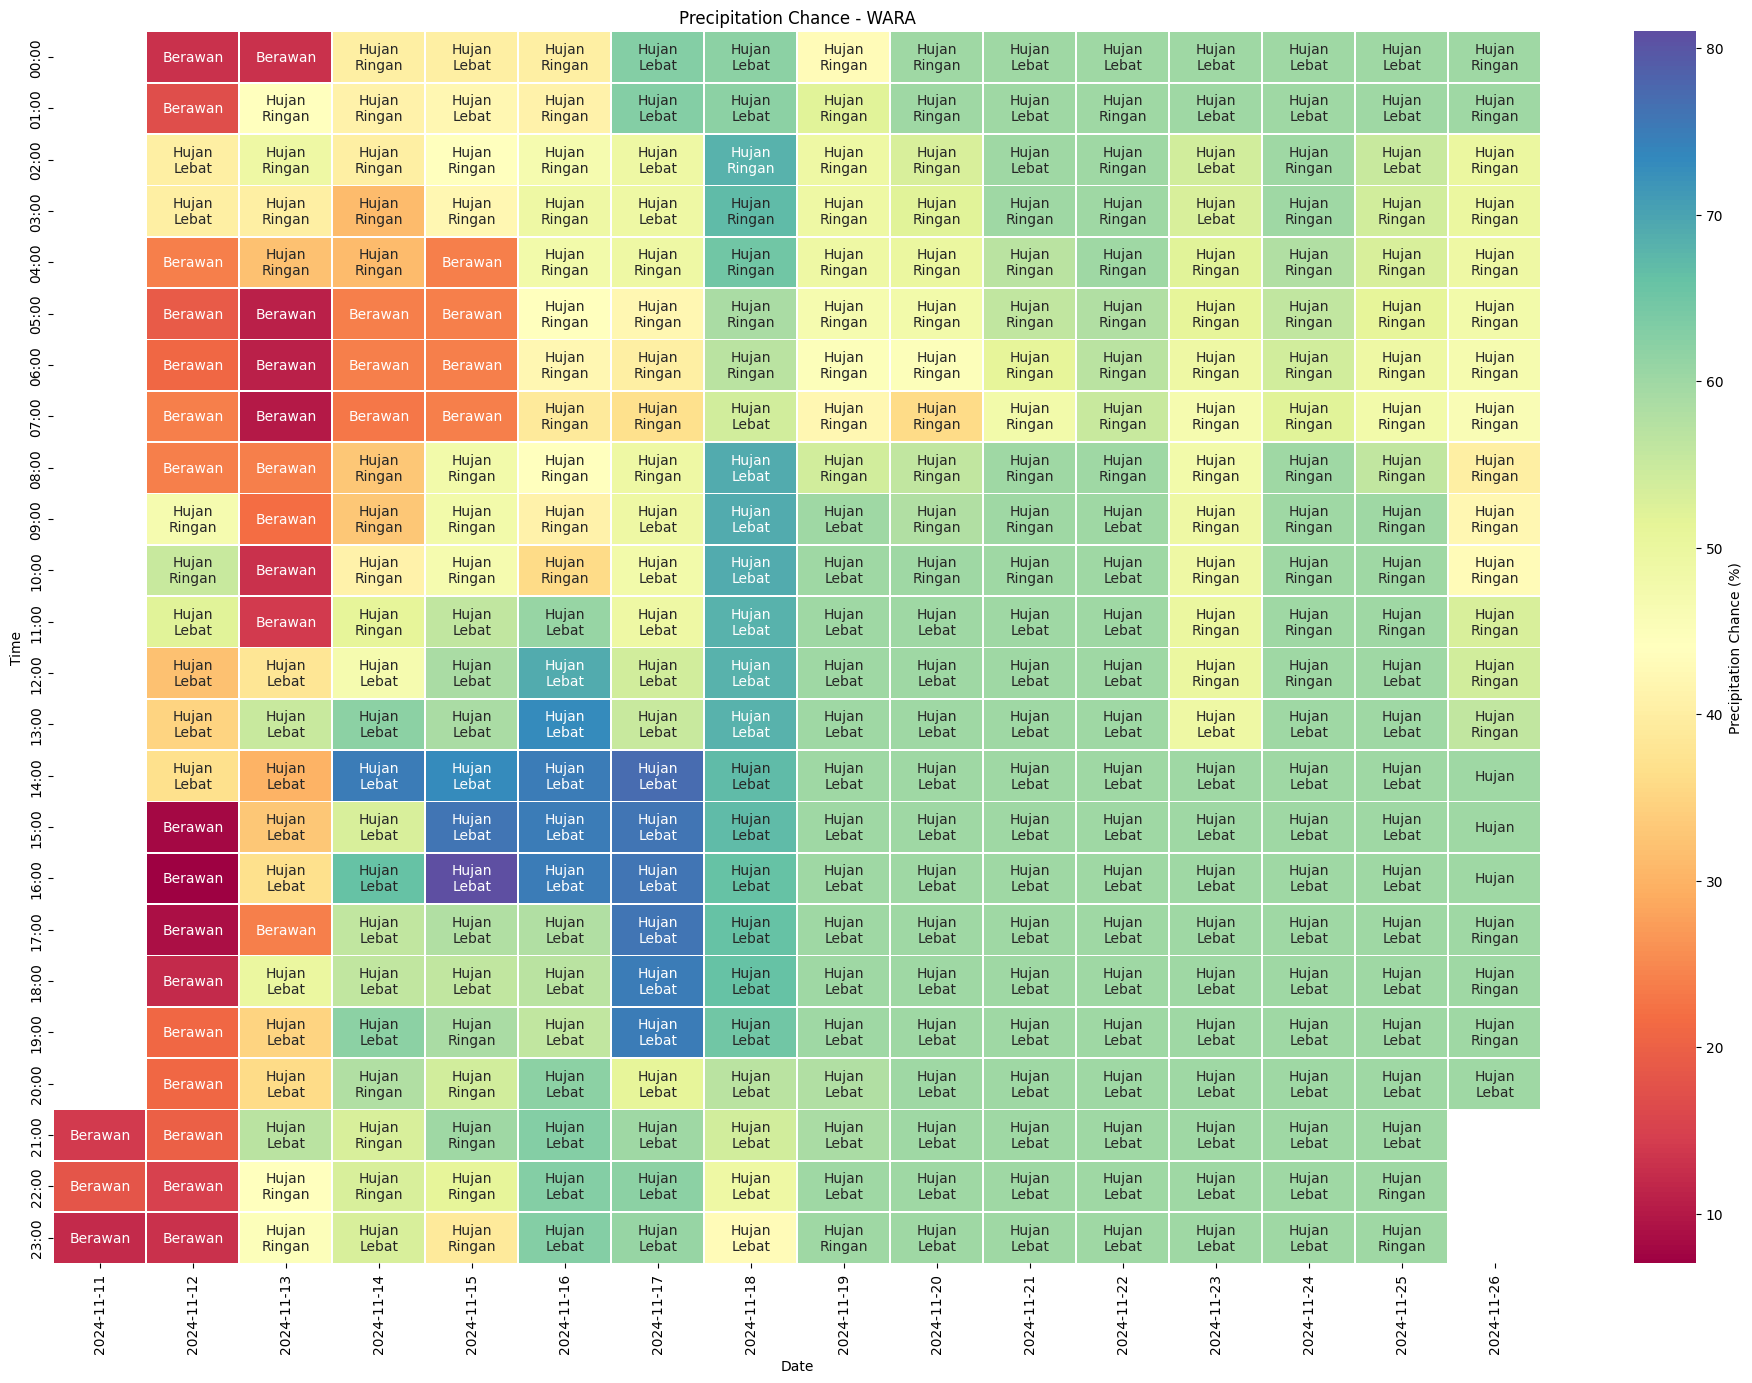 Precipitation Chance - WARA
Time
00:00 Berawan Berawan Hujan Ringan Hujan Lebat Hujan Ringan Hujan Lebat Hujan Lebat Hujan Ringan Hujan Ringan Hujan Lebat Hujan Ringan Hujan Lebat Hujan Lebat Hujan Lebat Hujan Ringan
01:00 Berawan Hujan Ringan Hujan Ringan Hujan Lebat Hujan Ringan Hujan Lebat Hujan Lebat Hujan Ringan Hujan Ringan Hujan Lebat Hujan Ringan Hujan Lebat Hujan Lebat Hujan Lebat Hujan Ringan
02:00 Hujan Lebat Hujan Ringan Hujan Ringan Hujan Ringan Hujan Ringan Hujan Lebat Hujan Ringan Hujan Ringan Hujan Ringan Hujan Lebat Hujan Ringan Hujan Lebat Hujan Ringan Hujan Lebat Hujan Ringan
03:00 Hujan Lebat Hujan Ringan Hujan Ringan Hujan Ringan Hujan Ringan Hujan Lebat Hujan Ringan Hujan Ringan Hujan Ringan Hujan Ringan Hujan Ringan Hujan Lebat Hujan Ringan Hujan Ringan Hujan Ringan
04:00 Berawan Hujan Ringan Hujan Ringan Berawan Hujan Ringan Hujan Ringan Hujan Ringan Hujan Ringan Hujan Ringan Hujan Ringan Hujan Ringan Hujan Ringan Hujan Ringan Hujan Ringan Hujan Ringan
05:00 Berawan Berawan Berawan Berawan Hujan Ringan Hujan Ringan Hujan Ringan Hujan Ringan Hujan Ringan Hujan Ringan Hujan Ringan Hujan Ringan Hujan Ringan Hujan Ringan Hujan Ringan
06:00 Berawan Berawan Berawan Berawan Hujan Ringan Hujan Ringan Hujan Ringan Hujan Ringan Hujan Ringan Hujan Ringan Hujan Ringan Hujan Ringan Hujan Ringan Hujan Ringan Hujan Ringan
07:00 Berawan Berawan Berawan Berawan Hujan Ringan Hujan Ringan Hujan Lebat Hujan Ringan Hujan Ringan Hujan Ringan Hujan Ringan Hujan Ringan Hujan Ringan Hujan Ringan Hujan Ringan
08:00 Berawan Berawan Hujan Ringan Hujan Ringan Hujan Ringan Hujan Ringan Hujan Lebat Hujan Ringan Hujan Ringan Hujan Ringan Hujan Ringan Hujan Ringan Hujan Ringan Hujan Ringan Hujan Ringan
09:00 Hujan Ringan Berawan Hujan Ringan Hujan Ringan Hujan Ringan Hujan Lebat Hujan Lebat Hujan Lebat Hujan Ringan Hujan Ringan Hujan Lebat Hujan Ringan Hujan Ringan Hujan Ringan Hujan Ringan
10:00 Hujan Ringan Berawan Hujan Ringan Hujan Ringan Hujan Ringan Hujan Lebat Hujan Lebat Hujan Lebat Hujan Ringan Hujan Ringan Hujan Lebat Hujan Ringan Hujan Ringan Hujan Ringan Hujan Ringan
11:00 Hujan Lebat Berawan Hujan Ringan Hujan Lebat Hujan Lebat Hujan Lebat Hujan Lebat Hujan Lebat Hujan Lebat Hujan Lebat Hujan Lebat Hujan Ringan Hujan Ringan Hujan Ringan Hujan Ringan
12:00 Hujan Lebat Hujan Lebat Hujan Lebat Hujan Lebat Hujan Lebat Hujan Lebat Hujan Lebat Hujan Lebat Hujan Lebat Hujan Lebat Hujan Lebat Hujan Ringan Hujan Ringan Hujan Lebat Hujan Ringan
13:00 Hujan Lebat Hujan Lebat Hujan Lebat Hujan Lebat Hujan Lebat Hujan Lebat Hujan Lebat Hujan Lebat Hujan Lebat Hujan Lebat Hujan Lebat Hujan Lebat Hujan Lebat Hujan Lebat Hujan Ringan
14:00 Hujan Lebat Hujan Lebat Hujan Lebat Hujan Lebat Hujan Lebat Hujan Lebat Hujan Lebat Hujan Lebat Hujan Lebat Hujan Lebat Hujan Lebat Hujan Lebat Hujan Lebat Hujan Lebat Hujan
15:00 Berawan Hujan Lebat Hujan Lebat Hujan Lebat Hujan Lebat Hujan Lebat Hujan Lebat Hujan Lebat Hujan Lebat Hujan Lebat Hujan Lebat Hujan Lebat Hujan Lebat Hujan Lebat Hujan
16:00 Berawan Hujan Lebat Hujan Lebat Hujan Lebat Hujan Lebat Hujan Lebat Hujan Lebat Hujan Lebat Hujan Lebat Hujan Lebat Hujan Lebat Hujan Lebat Hujan Lebat Hujan Lebat Hujan
17:00 Berawan Berawan Hujan Lebat Hujan Lebat Hujan Lebat Hujan Lebat Hujan Lebat Hujan Lebat Hujan Lebat Hujan Lebat Hujan Lebat Hujan Lebat Hujan Lebat Hujan Lebat Hujan Ringan
18:00 Berawan Hujan Lebat Hujan Lebat Hujan Lebat Hujan Lebat Hujan Lebat Hujan Lebat Hujan Lebat Hujan Lebat Hujan Lebat Hujan Lebat Hujan Lebat Hujan Lebat Hujan Lebat Hujan Ringan
19:00 Berawan Hujan Lebat Hujan Lebat Hujan Ringan Hujan Lebat Hujan Lebat Hujan Lebat Hujan Lebat Hujan Lebat Hujan Lebat Hujan Lebat Hujan Lebat Hujan Lebat Hujan Lebat Hujan Ringan
20:00 Berawan Hujan Lebat Hujan Ringan Hujan Ringan Hujan Lebat Hujan Lebat Hujan Lebat Hujan Lebat Hujan Lebat Hujan Lebat Hujan Lebat Hujan Lebat Hujan Lebat Hujan Lebat Hujan Lebat
21:00 Berawan Berawan Hujan Lebat Hujan Ringan Hujan Ringan Hujan Lebat Hujan Lebat Hujan Lebat Hujan Lebat Hujan Lebat Hujan Lebat Hujan Lebat Hujan Lebat Hujan Lebat Hujan Lebat
22:00 Berawan Berawan Hujan Ringan Hujan Ringan Hujan Ringan Hujan Lebat Hujan Lebat Hujan Lebat Hujan Lebat Hujan Lebat Hujan Lebat Hujan Lebat Hujan Lebat Hujan Lebat Hujan Ringan
23:00 Berawan Berawan Hujan Ringan Hujan Lebat Hujan Ringan Hujan Lebat Hujan Lebat Hujan Lebat Hujan Ringan Hujan Lebat Hujan Lebat Hujan Lebat Hujan Lebat Hujan Lebat Hujan Ringan
2024-11-11 2024-11-12 2024-11-13 2024-11-14 2024-11-15 2024-11-16 2024-11-17 2024-11-18 2024-11-19 2024-11-20 2024-11-21 2024-11-22 2024-11-23 2024-11-24 2024-11-25 2024-11-26
Date
80
70
60
50
40
30
20
10
Precipitation Chance (%)